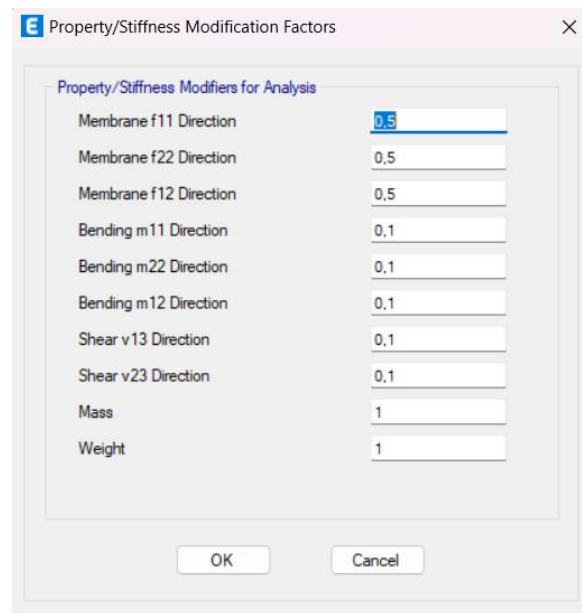 E Property/Stiffness Modification Factors
Property/Stiffness Modifiers for Analysis
Membrane f11 Direction 0,5
Membrane f22 Direction 0,5
Membrane f12 Direction 0,5
Bending m11 Direction 0,1
Bending m22 Direction 0,1
Bending m12 Direction 0,1
Shear v13 Direction 0,1
Shear v23 Direction 0,1
Mass 1
Weight 1
OK Cancel